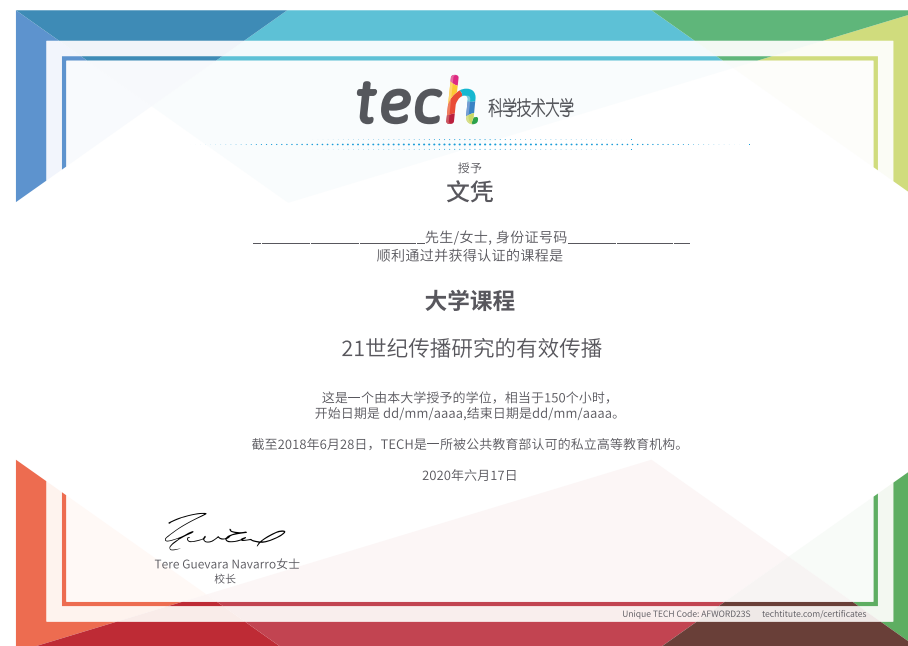 tech 科学技术大学
授予
文凭
________________________先生/女士, 身份证号码_________________
顺利通过并获得认证的课程是
大学课程
21世纪传播研究的有效传播
这是一个由本大学授予的学位，相当于150个小时，
开始日期是 dd/mm/aaaa,结束日期是dd/mm/aaaa。
截至2018年6月28日，TECH是一所被公共教育部认可的私立高等教育机构。
2020年六月17日
Tere Guevara Navarro女士
校长
Unique TECH Code: AFWORD23S techtitute.com/certificates